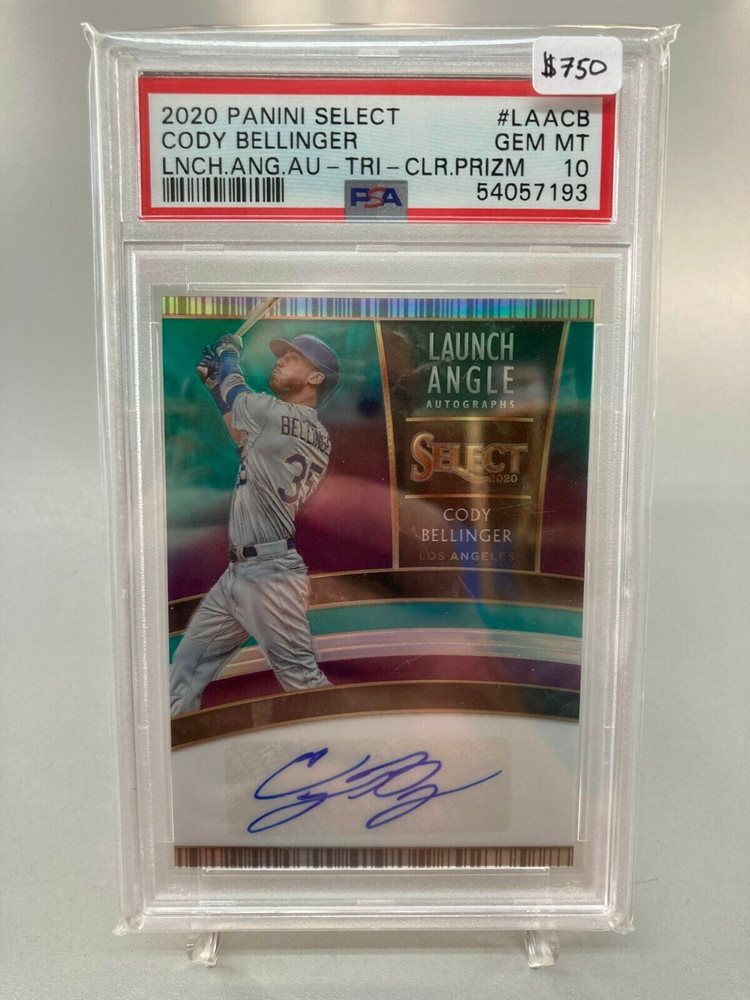 $750
2020 PANINI SELECT #LAACB
CODY BELLINGER GEM MT
LNCH.ANG.AU-TRI-CLR.PRIZM 10
PSA 54057193
LAUNCH
ANGLE
AUTOGRAPHS
SELECT
2020
CODY
BELLINGER
LOS ANGELES
BELLINGE
35